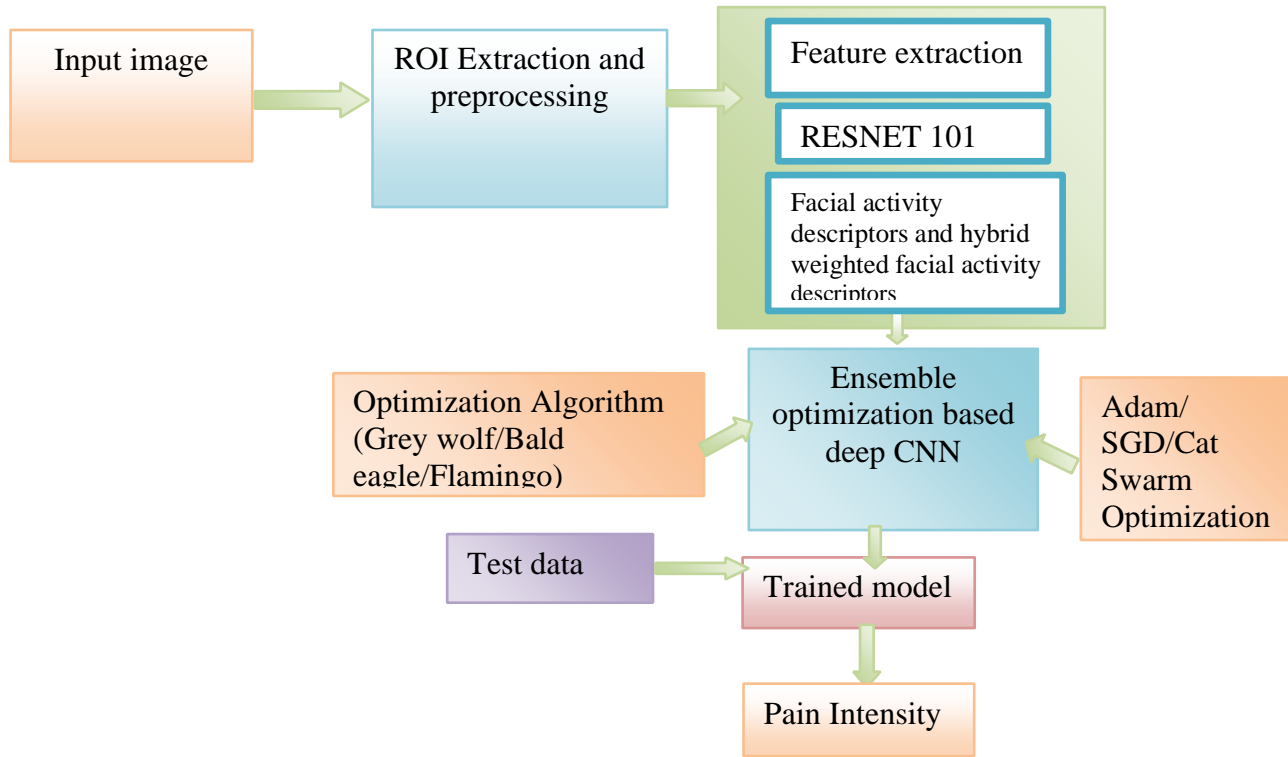 Input image
ROI Extraction and
preprocessing
Feature extraction
RESNET 101
Facial activity
descriptors and hybrid
weighted facial activity
descriptors
Optimization Algorithm
(Grey wolf/Bald
eagle/Flamingo)
Ensemble
optimization based
deep CNN
Adam/
SGD/Cat
Swarm
Optimization
Test data
Trained model
Pain Intensity